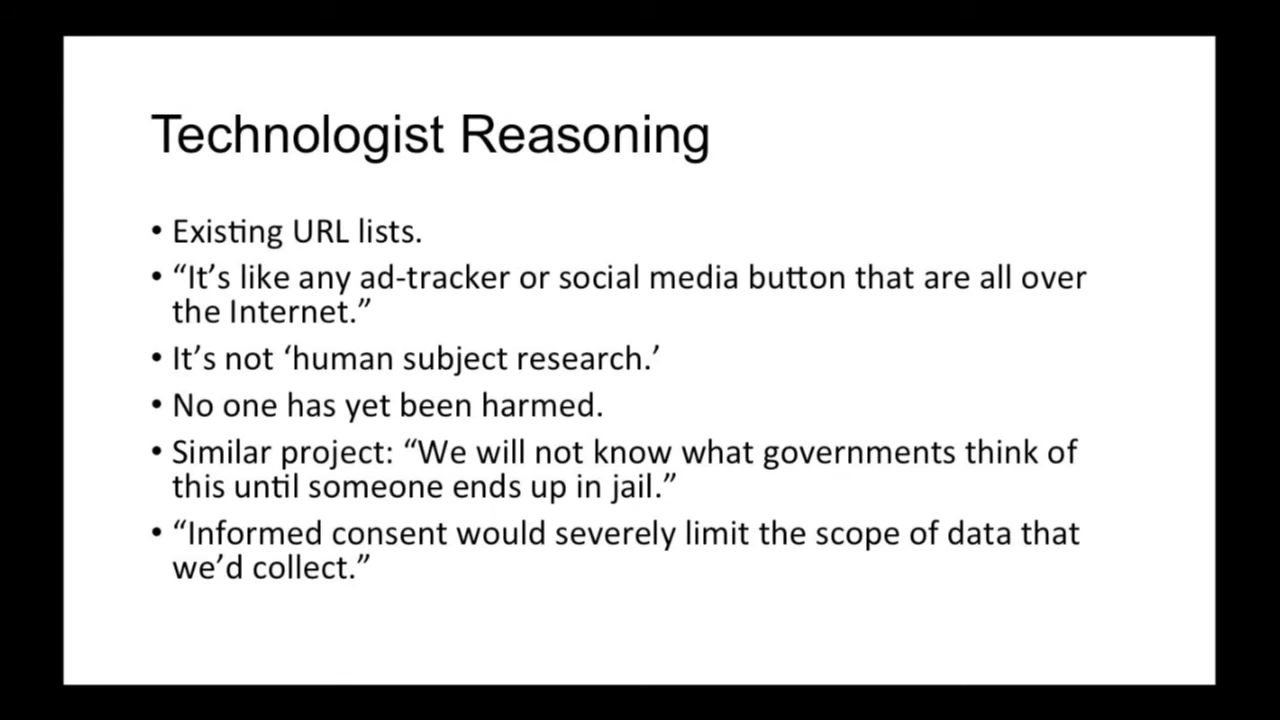 Technologist Reasoning
• Existing URL lists.
• “It’s like any ad-tracker or social media button that are all over
the Internet.”
• It’s not ‘human subject research.’
• No one has yet been harmed.
• Similar project: “We will not know what governments think of
this until someone ends up in jail.”
• “Informed consent would severely limit the scope of data that
we’d collect.”